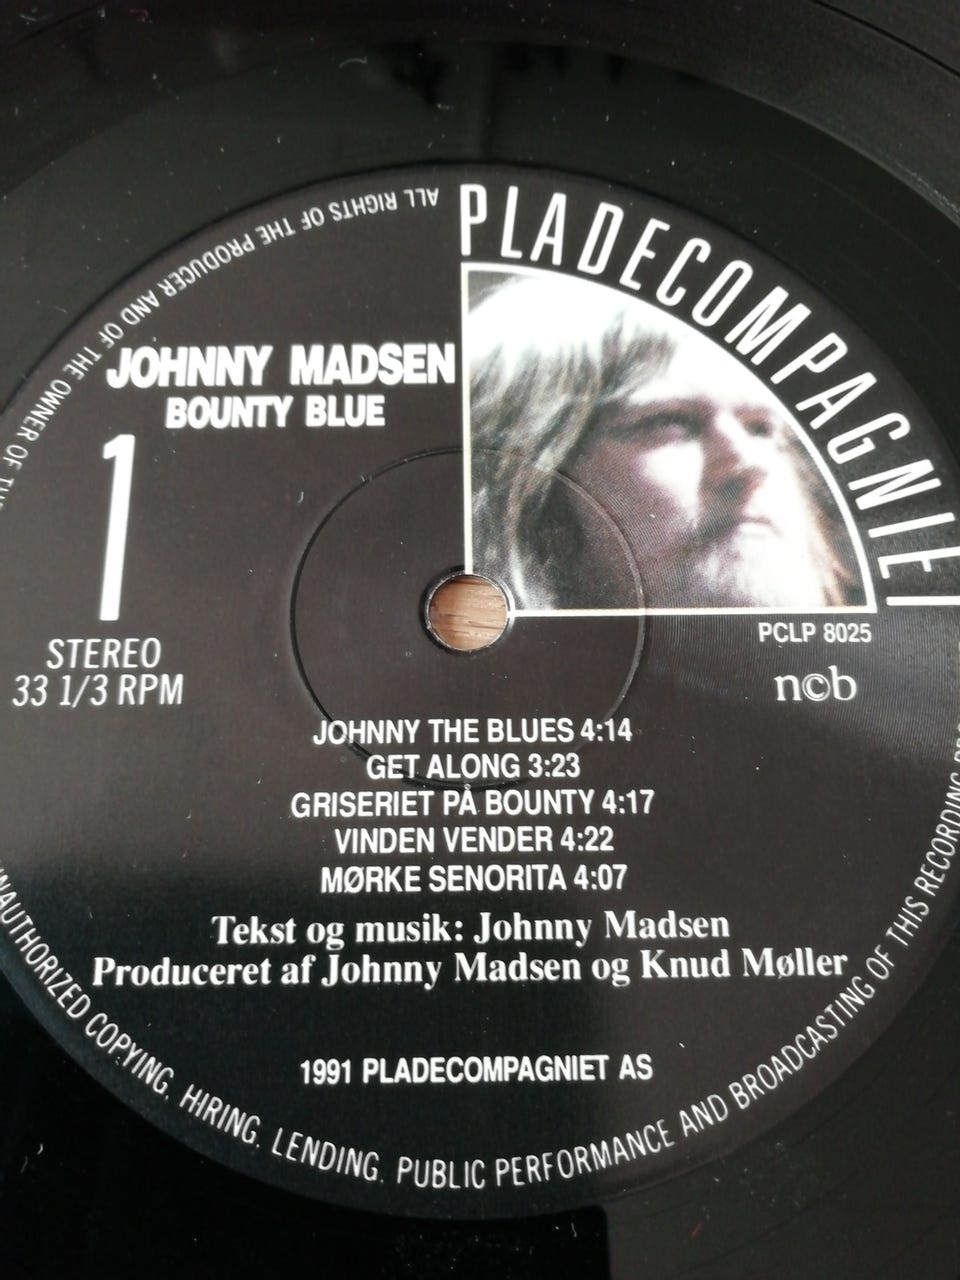 PLADECOMPAGNIET
JOHNNY MADSEN
BOUNTY BLUE
1
STEREO
33 1/3 RPM
PCLP 8025
n©b
JOHNNY THE BLUES 4:14
GET ALONG 3:23
GRISERIET PÅ BOUNTY 4:17
VINDEN VENDER 4:22
MØRKE SENORITA 4:07
Tekst og musik: Johnny Madsen
Produceret af Johnny Madsen og Knud Møller
1991 PLADECOMPAGNIET AS
ALL RIGHTS OF THE PRODUCER AND OF THE OWNER OF
UNAUTHORIZED COPYING, HIRING, LENDING, PUBLIC PERFORMANCE AND BROADCASTING OF THIS RECORDING